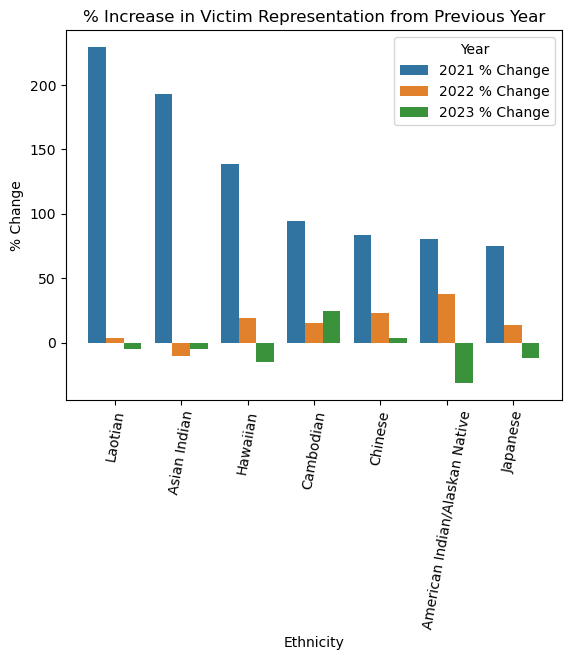 % Increase in Victim Representation from Previous Year
Year
2021 % Change
2022 % Change
2023 % Change
% Change
200
150
100
50
0
Laotian
Asian Indian
Hawaiian
Cambodian
Chinese
American Indian/Alaskan Native
Japanese
Ethnicity